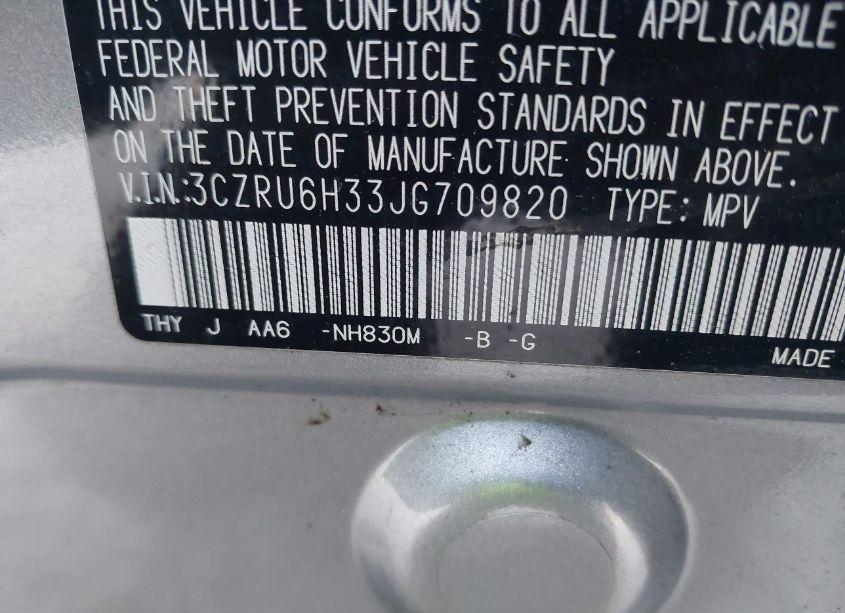 THIS VEHICLE CONFORMS TO ALL APPLICABLE
FEDERAL MOTOR VEHICLE SAFETY
AND THEFT PREVENTION STANDARDS IN EFFECT
ON THE DATE OF MANUFACTURE SHOWN ABOVE.
V.I.N.:3CZRU6H33JG709820 TYPE: MPV
THY J AA6 -NH830M -B -G
MADE